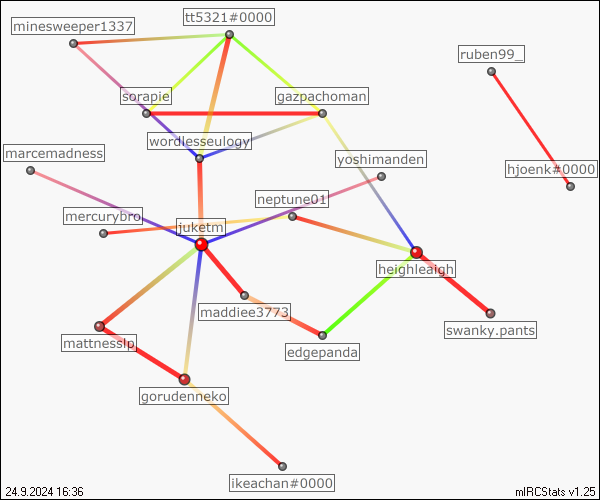 tt5321#0000
minesweeper1337
ruben99_
sorapie
gazpachoman
wordlesseulogy
marcemadness
yoshimanden
hjoenk#0000
neptune01
mercurybro
juketm
heighleagh
maddiee3773
swanky.pants
mattnesslp
edgepanda
gorudenneko
ikeachan#0000
24.9.2024 16:36
mIRCStats v1.25